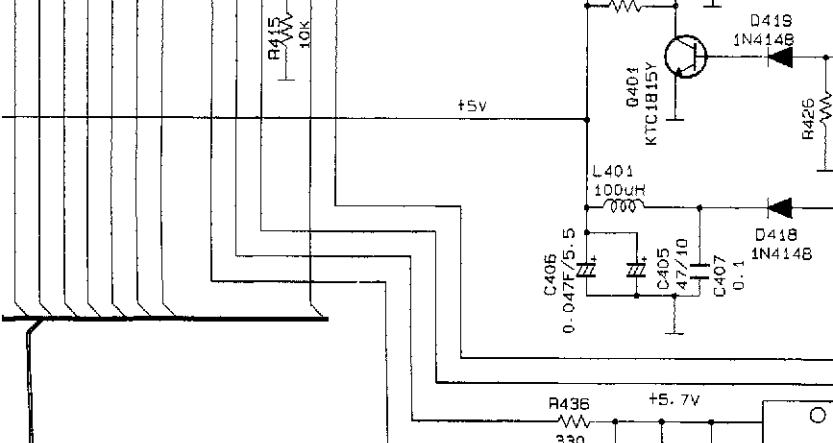 R415
10K
D419
1N4148
Q401
KTC1815Y
R426
+5V
L401
100uH
D418
1N4148
C406
0.047F/5.5
+
+
C405
47/10
C407
0.1
R436
330
+5.7V